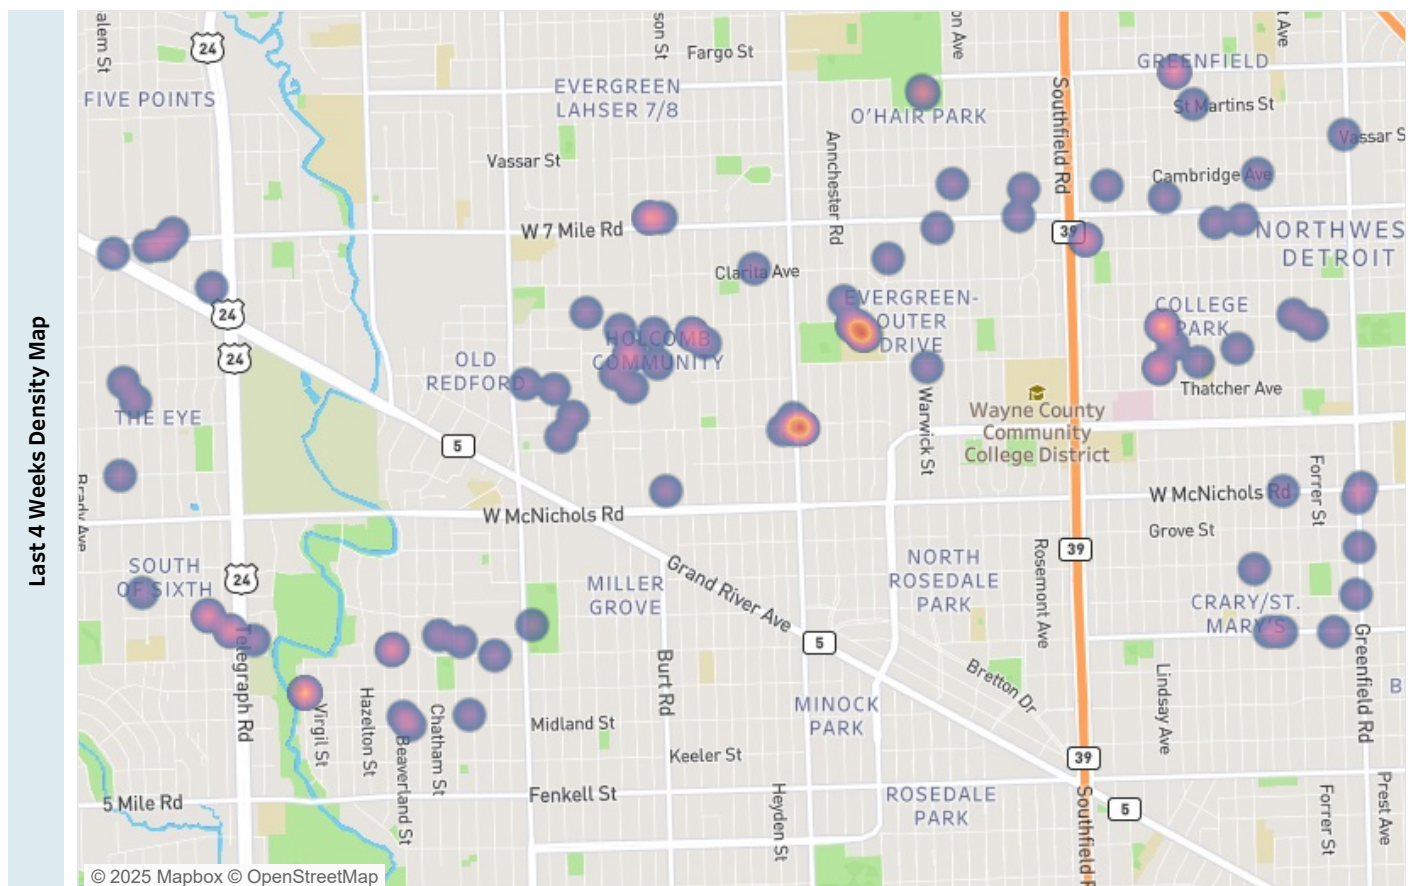 Last 4 Weeks Density Map
alem St
24
son St
Fargo St
on Ave
t Ave
FIVE POINTS
EVERGREEN
LAHSER 7/8
O'HAIR PARK
Southfield Rd
GREENFIELD
St Martins St
Vassar St
Annchester Rd
Vassar S
Cambridge Ave
W 7 Mile Rd
39
NORTHWES
DETROIT
Clarita Ave
24
EVERGREEN-
OUTER
DRIVE
COLLEGE
PARK
24
HOLCOMB
COMMUNITY
OLD
REDFORD
Thatcher Ave
THE EYE
Warwick St
Wayne County
Community
College District
5
Brady Ave
Forrer St
W McNichols Rd
W McNichols Rd
Grove St
SOUTH
OF SIXTH
24
39
Rosemont Ave
NORTH
ROSEDALE
PARK
MILLER
GROVE
Grand River Ave
CRARY/ST.
MARY'S
5
Telegraph Rd
Burt Rd
Greenfield Rd
Bretton Dr
Lindsay Ave
B
Virgil St
Hazelton St
Beaverland St
Chatham St
Midland St
MINOCK
PARK
Keeler St
39
5 Mile Rd
Fenkell St
Heyden St
ROSEDALE
PARK
Southfield R
5
Forrer St
Prest Ave
© 2025 Mapbox © OpenStreetMap